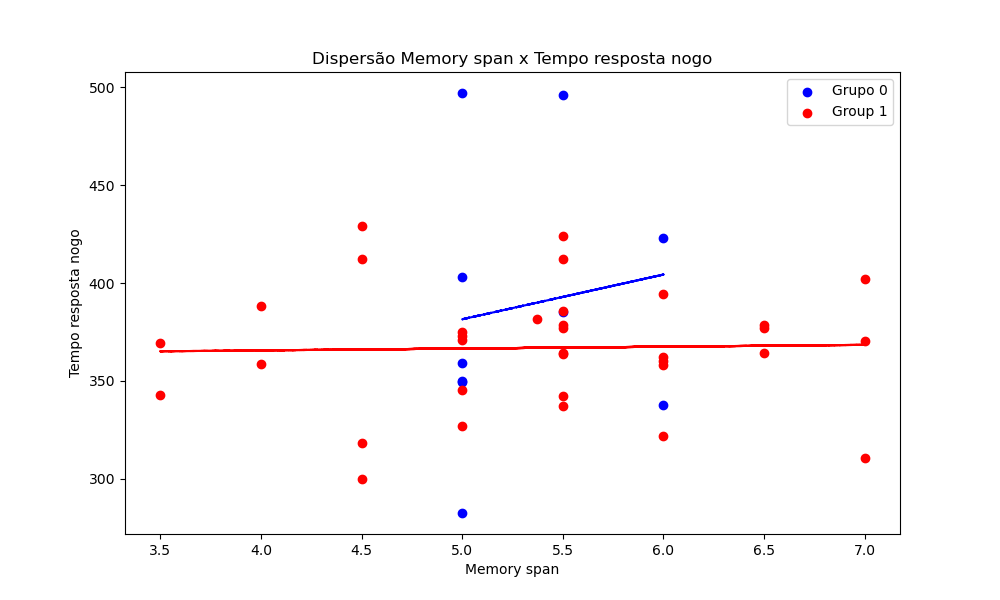 Dispersão Memory span x Tempo resposta nogo
Grupo 0
Group 1
500
450
400
350
300
Tempo resposta nogo
3.5 4.0 4.5 5.0 5.5 6.0 6.5 7.0
Memory span